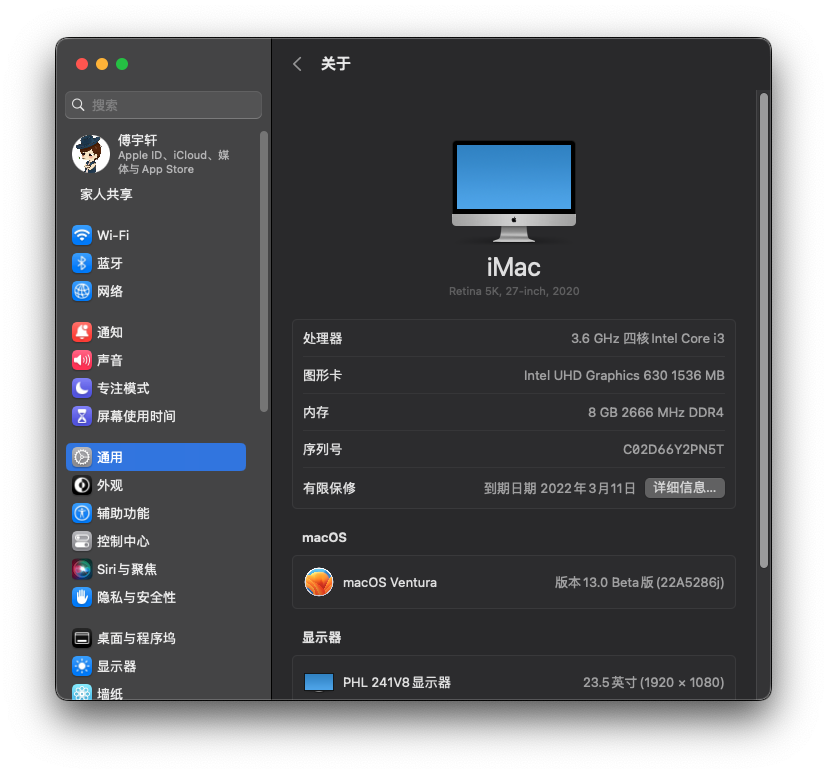 搜索
傅宇轩
Apple ID、iCloud、媒
体与 App Store
家人共享
Wi-Fi
蓝牙
网络
通知
声音
专注模式
屏幕使用时间
通用
外观
辅助功能
控制中心
Siri与聚焦
隐私与安全性
桌面与程序坞
显示器
墙纸
关于
iMac
Retina 5K, 27-inch, 2020
处理器 3.6 GHz 四核Intel Core i3
图形卡 Intel UHD Graphics 630 1536 MB
内存 8 GB 2666 MHz DDR4
序列号 C02D66Y2PN5T
有限保修 到期日期 2022年3月11日 详细信息...
macOS
macOS Ventura 版本13.0 Beta版 (22A5286j)
显示器
PHL 241V8显示器 23.5英寸 (1920 × 1080)